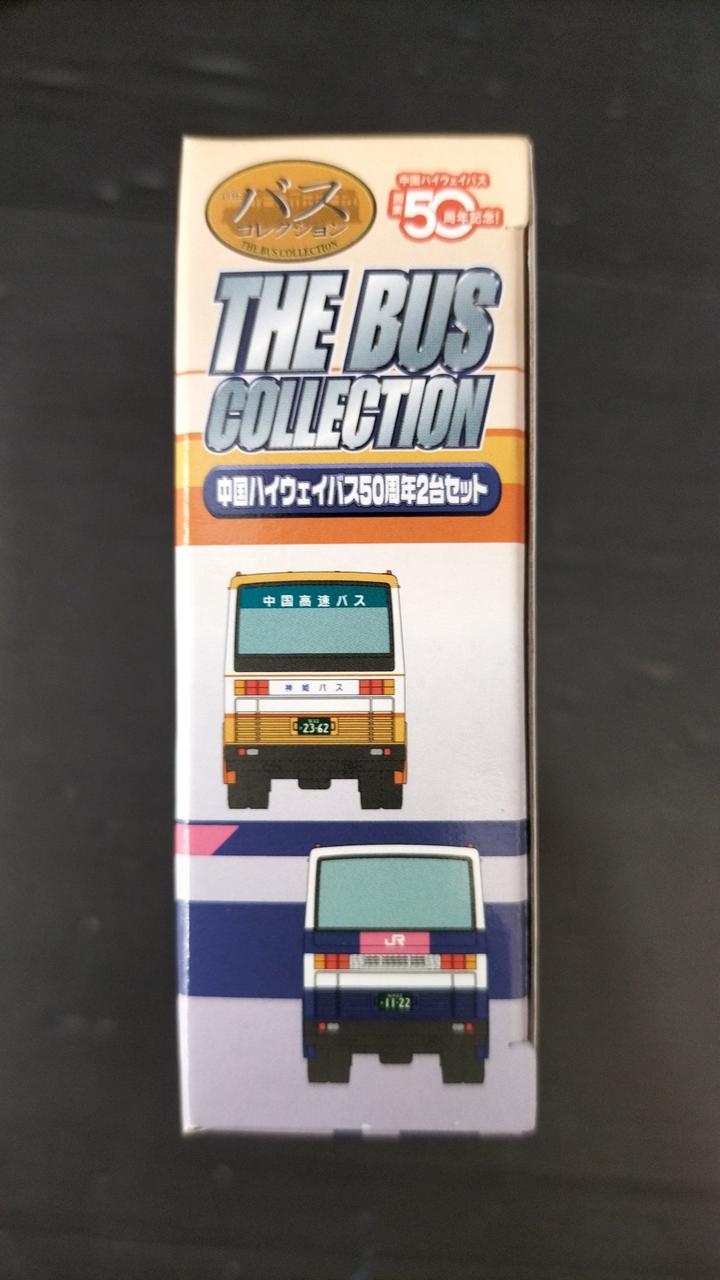 THE バス
コレクション
THE BUS COLLECTION
中国ハイウェイバス
開業
50周年記念!
THE BUS
COLLECTION
中国ハイウェイバス50周年2台セット
中国高速バス
神姫バス
・23-62
JR
・11-22